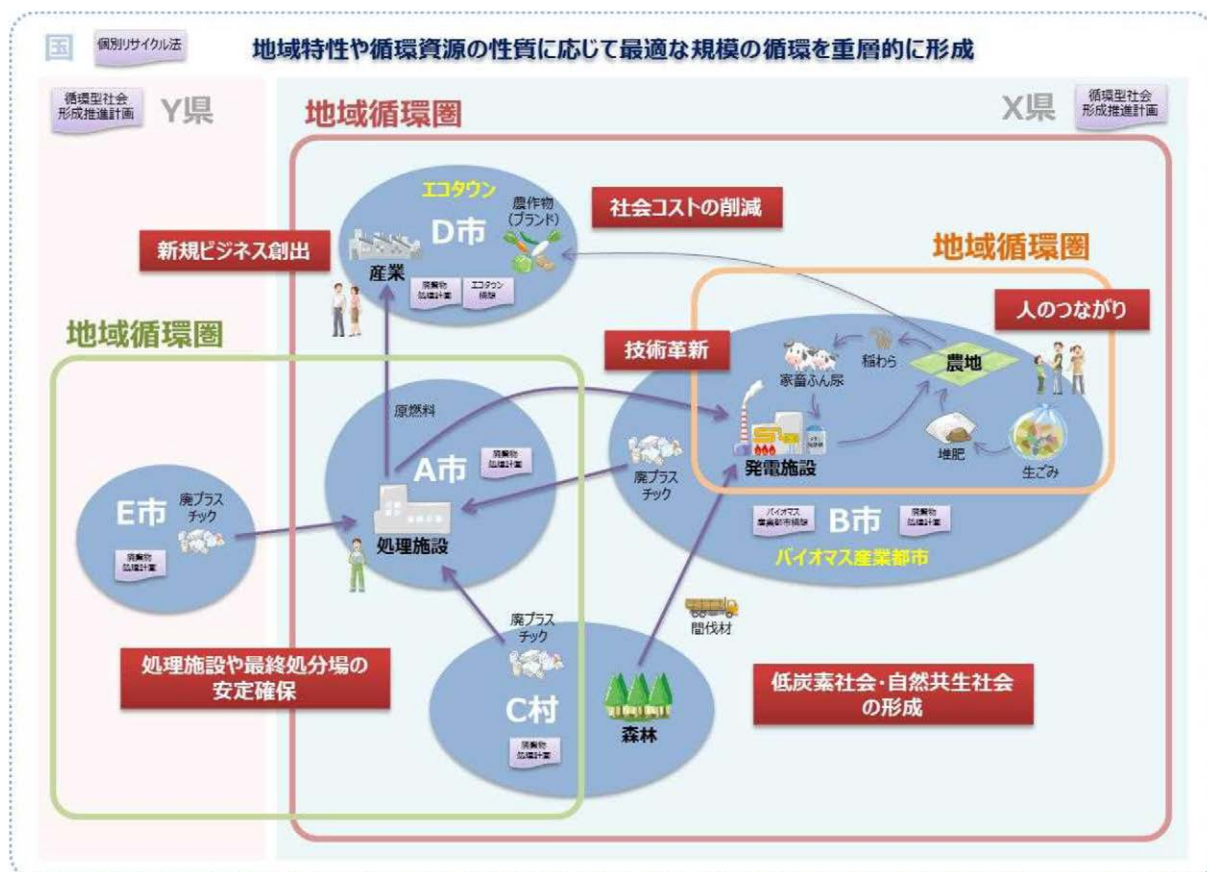 国
個別リサイクル法
地域特性や循環資源の性質に応じて最適な規模の循環を重層的に形成
循環型社会
形成推進計画
Y県
地域循環圏
X県
循環型社会
形成推進計画
エコタウン
D市
農作物
(ブランド)
産業
廃棄物
処理計画
エコタウン
構想
社会コストの削減
新規ビジネス創出
地域循環圏
人のつながり
地域循環圏
技術革新
稲わら
農地
家畜ふん尿
原燃料
A市
廃棄物
処理計画
処理施設
廃プラス
チック
発電施設
堆肥
生ごみ
E市
廃プラス
チック
廃棄物
処理計画
バイオマス
産業都市構想
B市
廃棄物
処理計画
バイオマス産業都市
間伐材
廃プラス
チック
処理施設や最終処分場の
安定確保
C村
廃棄物
処理計画
森林
低炭素社会・自然共生社会
の形成